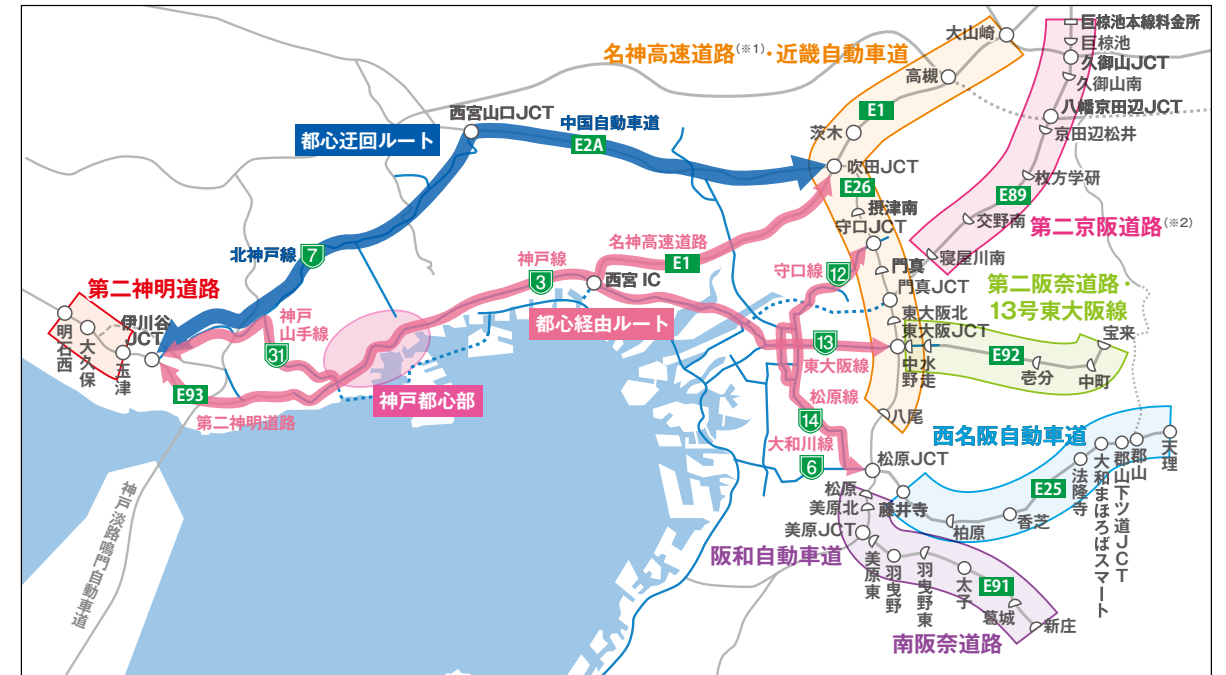 名神高速道路(※1)・近畿自動車道
大山崎
高槻
E1
茨木
吹田JCT
E26
摂津南
守口JCT
門真
門真JCT
東大阪北
東大阪JCT
中野
水走
八尾
巨椋池本線料金所
巨椋池
久御山JCT
久御山南
八幡京田辺JCT
京田辺松井
枚方学研
E89
交野南
第二京阪道路(※2)
寝屋川南
第二阪奈道路・
13号東大阪線
宝来
E92
壱分
中町
西名阪自動車道
天理
郡山
郡山下ツ道JCT
大和まほろばスマート
法隆寺
E25
香芝
柏原
藤井寺
松原JCT
松原
美原北
美原JCT
阪和自動車道
美原東
羽曳野
羽曳野東
太子
E91
葛城
新庄
南阪奈道路
都心迂回ルート
西宮山口JCT
中国自動車道
E2A
北神戸線
7
第二神明道路
伊川谷
JCT
明石西
大久保
玉津
神戸
山手線
31
E93
第二神明道路
神戸都心部
神戸線
3
西宮 IC
名神高速道路
E1
都心経由ルート
守口線
12
13
東大阪線
松原線
14
大和川線
6
神戸淡路鳴門自動車道